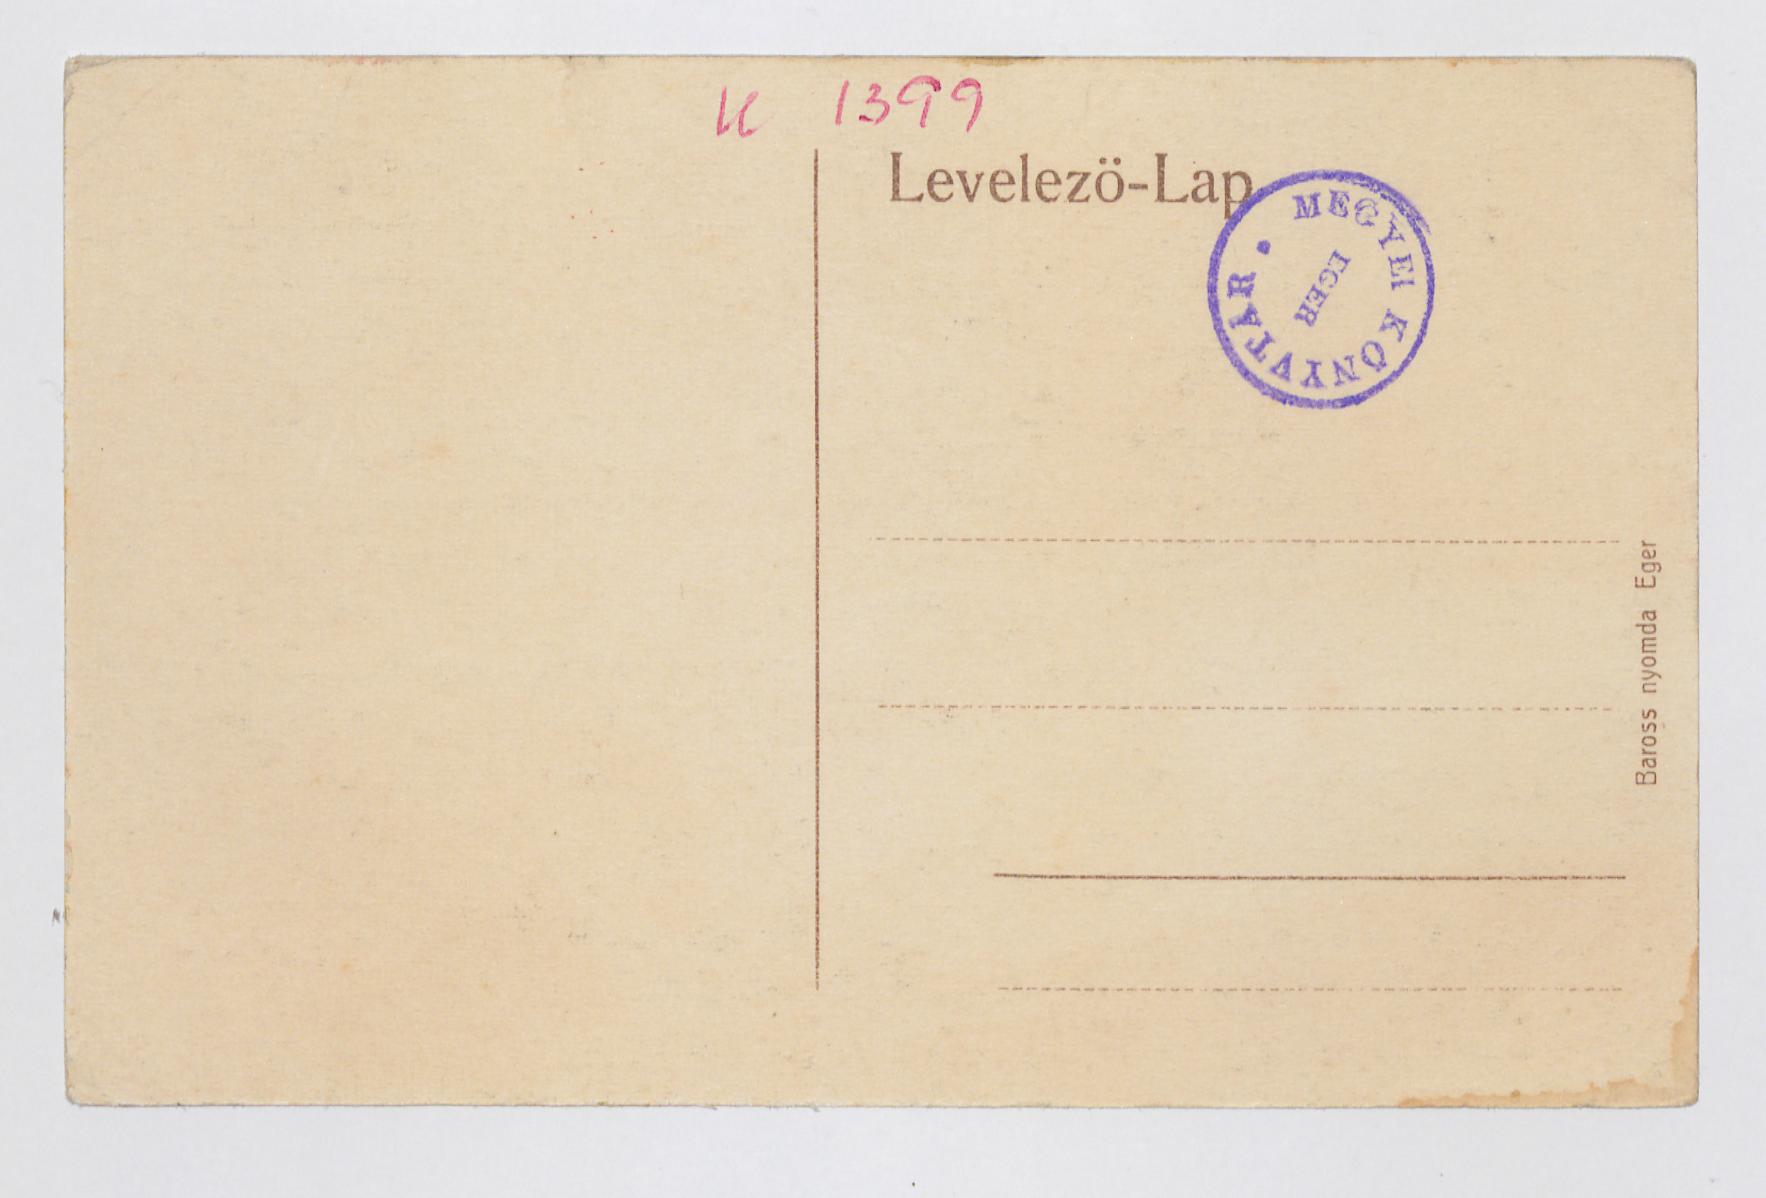 K 1399
Levelezö-Lap
MEGYEI KÖNYVTÁR •
EGER
Baross nyomda Eger